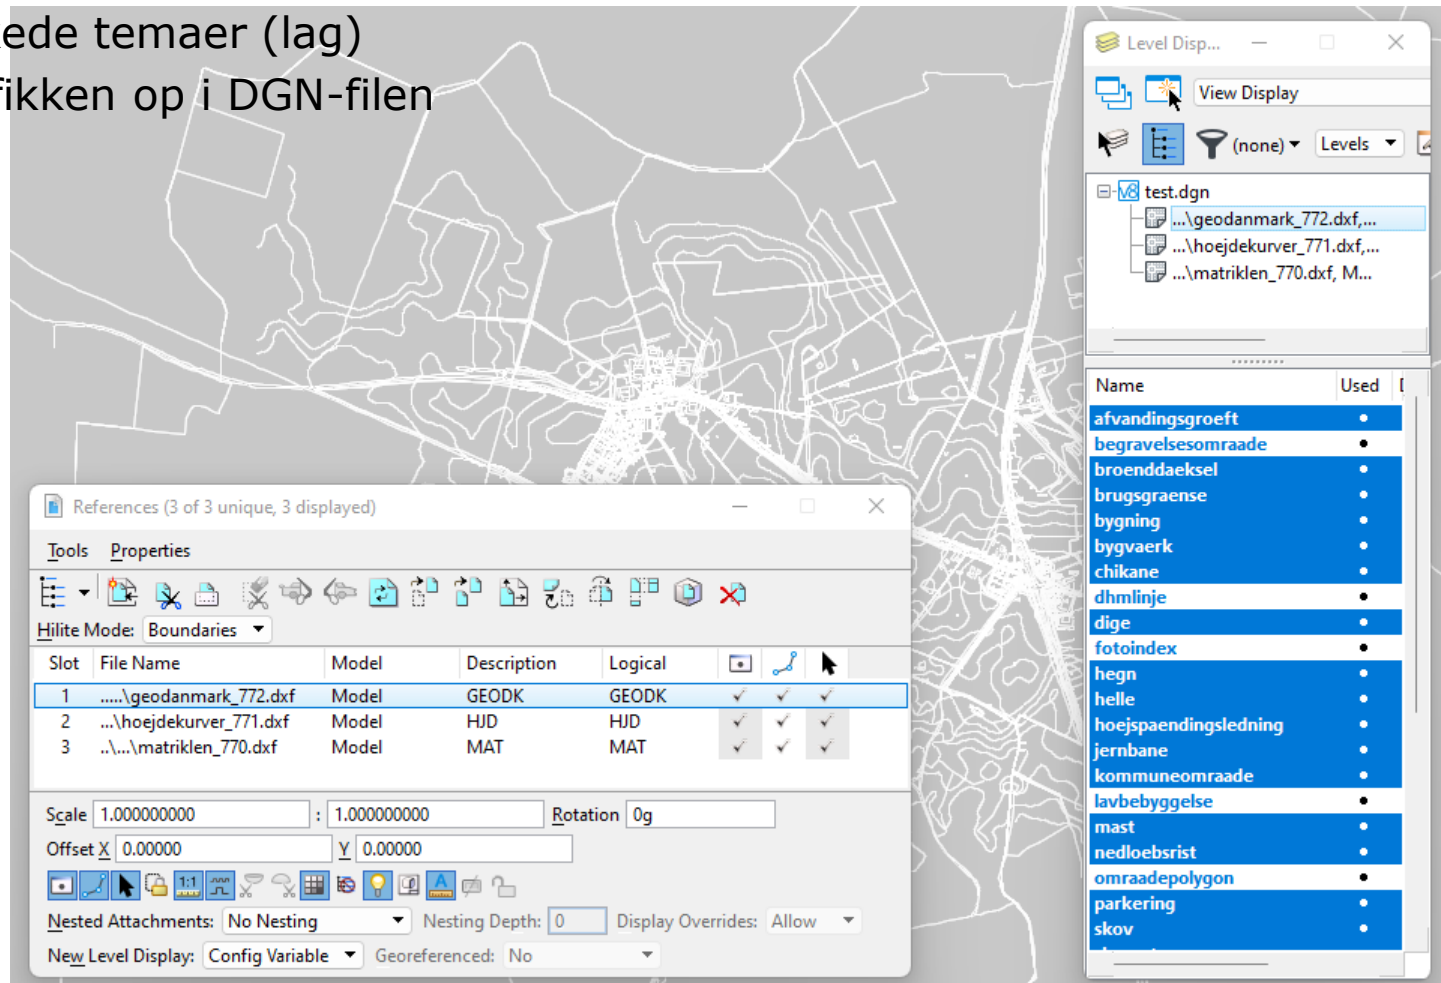 ede temaer (lag)
fikken op i DGN-filen
Level Disp...
View Display
(none)
Levels
test.dgn
...\geodanmark_772.dxf,...
...\hoejdekurver_771.dxf,...
...\matriklen_770.dxf, M...
Name Used
afvandingsgroeft
begravelsesomraade
broenddaeksel
brugsgraense
bygning
bygvaerk
chikane
dhmlinje
dige
fotoindex
hegn
helle
hoejspaendingsledning
jernbane
kommuneomraade
lavbebyggelse
mast
nedloebsrist
omraadepolygon
parkering
skov
References (3 of 3 unique, 3 displayed)
Tools Properties
Hilite Mode: Boundaries
Slot File Name Model Description Logical
1 .....\geodanmark_772.dxf Model GEODK GEODK
2 ...\hoejdekurver_771.dxf Model HJD HJD
3 ..\...\matriklen_770.dxf Model MAT MAT
Scale 1.000000000 : 1.000000000 Rotation 0g
Offset X 0.00000 Y 0.00000
1:1
Nested Attachments: No Nesting Nesting Depth: 0 Display Overrides: Allow
New Level Display: Config Variable Georeferenced: No